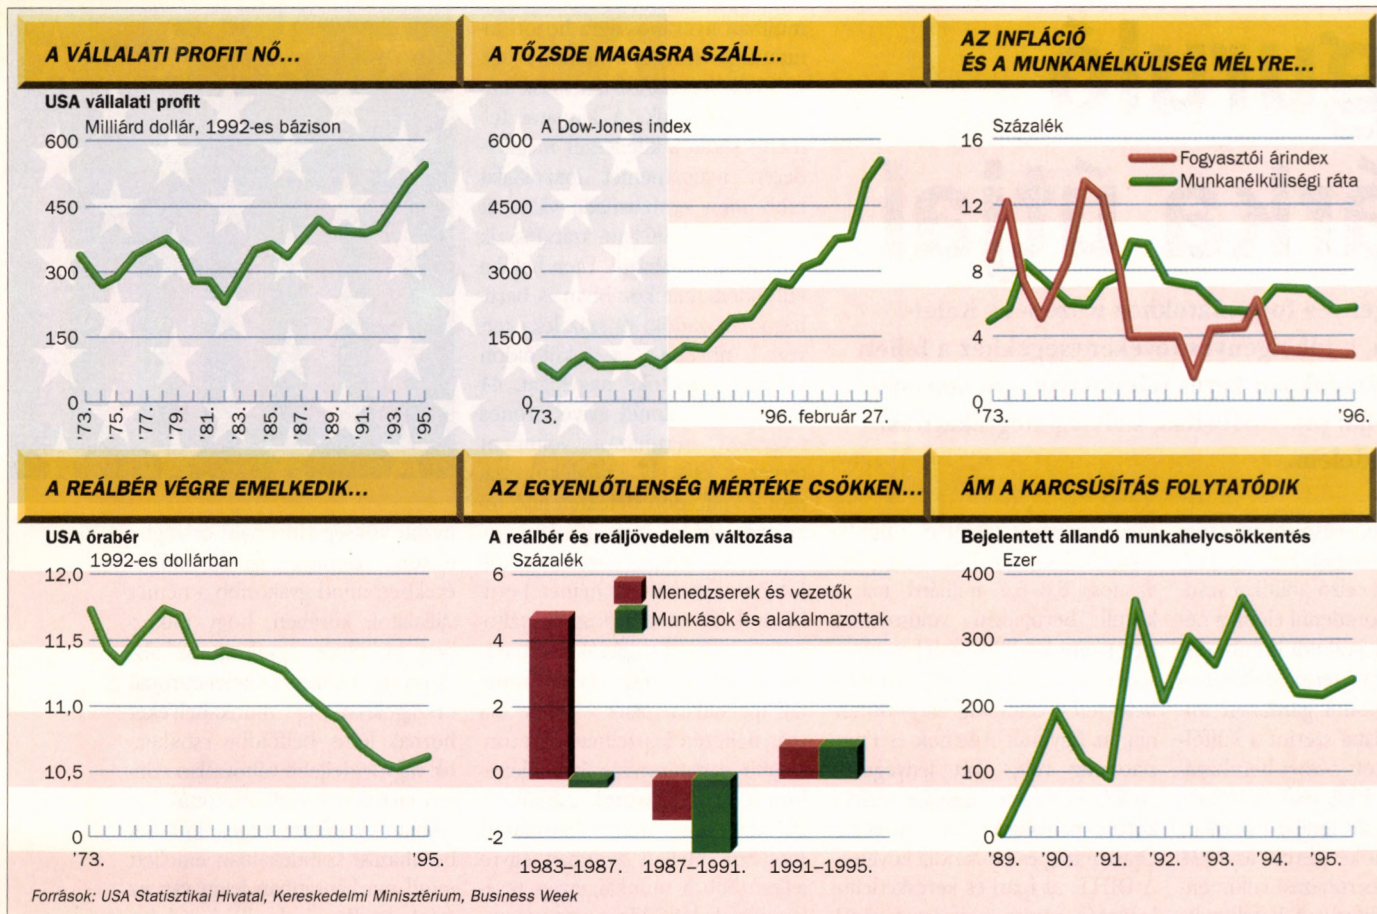 A VÁLLALATI PROFIT NŐ...
USA vállalati profit
Milliárd dollár, 1992-es bázison
600
450
300
150
0
'73. '75. '77. '79. '81. '83. '85. '87. '89. '91. '93. '95.
A TŐZSDE MAGASRA SZÁLL...
A Dow-Jones index
6000
4500
3000
1500
0
'73. '96. február 27.
AZ INFLÁCIÓ
ÉS A MUNKANÉLKÜLISÉG MÉLYRE...
Százalék
16
Fogyasztói árindex
Munkanélküliségi ráta
12
8
4
0
'73. '96.
A REÁLBÉR VÉGRE EMELKEDIK...
USA órabér
1992-es dollárban
12,0
11,5
11,0
10,5
0
'73. '95.
AZ EGYENLŐTLENSÉG MÉRTÉKE CSÖKKEN...
A reálbér és reáljövedelem változása
Százalék
6
Menedzserek és vezetők
Munkások és alakalmazottak
4
2
0
-2
1983–1987. 1987–1991. 1991–1995.
ÁM A KARCSÚSÍTÁS FOLYTATÓDIK
Bejelentett állandó munkahelycsökkentés
Ezer
400
300
200
100
0
'89. '90. '91. '92. '93. '94. '95.
Források: USA Statisztikai Hivatal, Kereskedelmi Minisztérium, Business Week